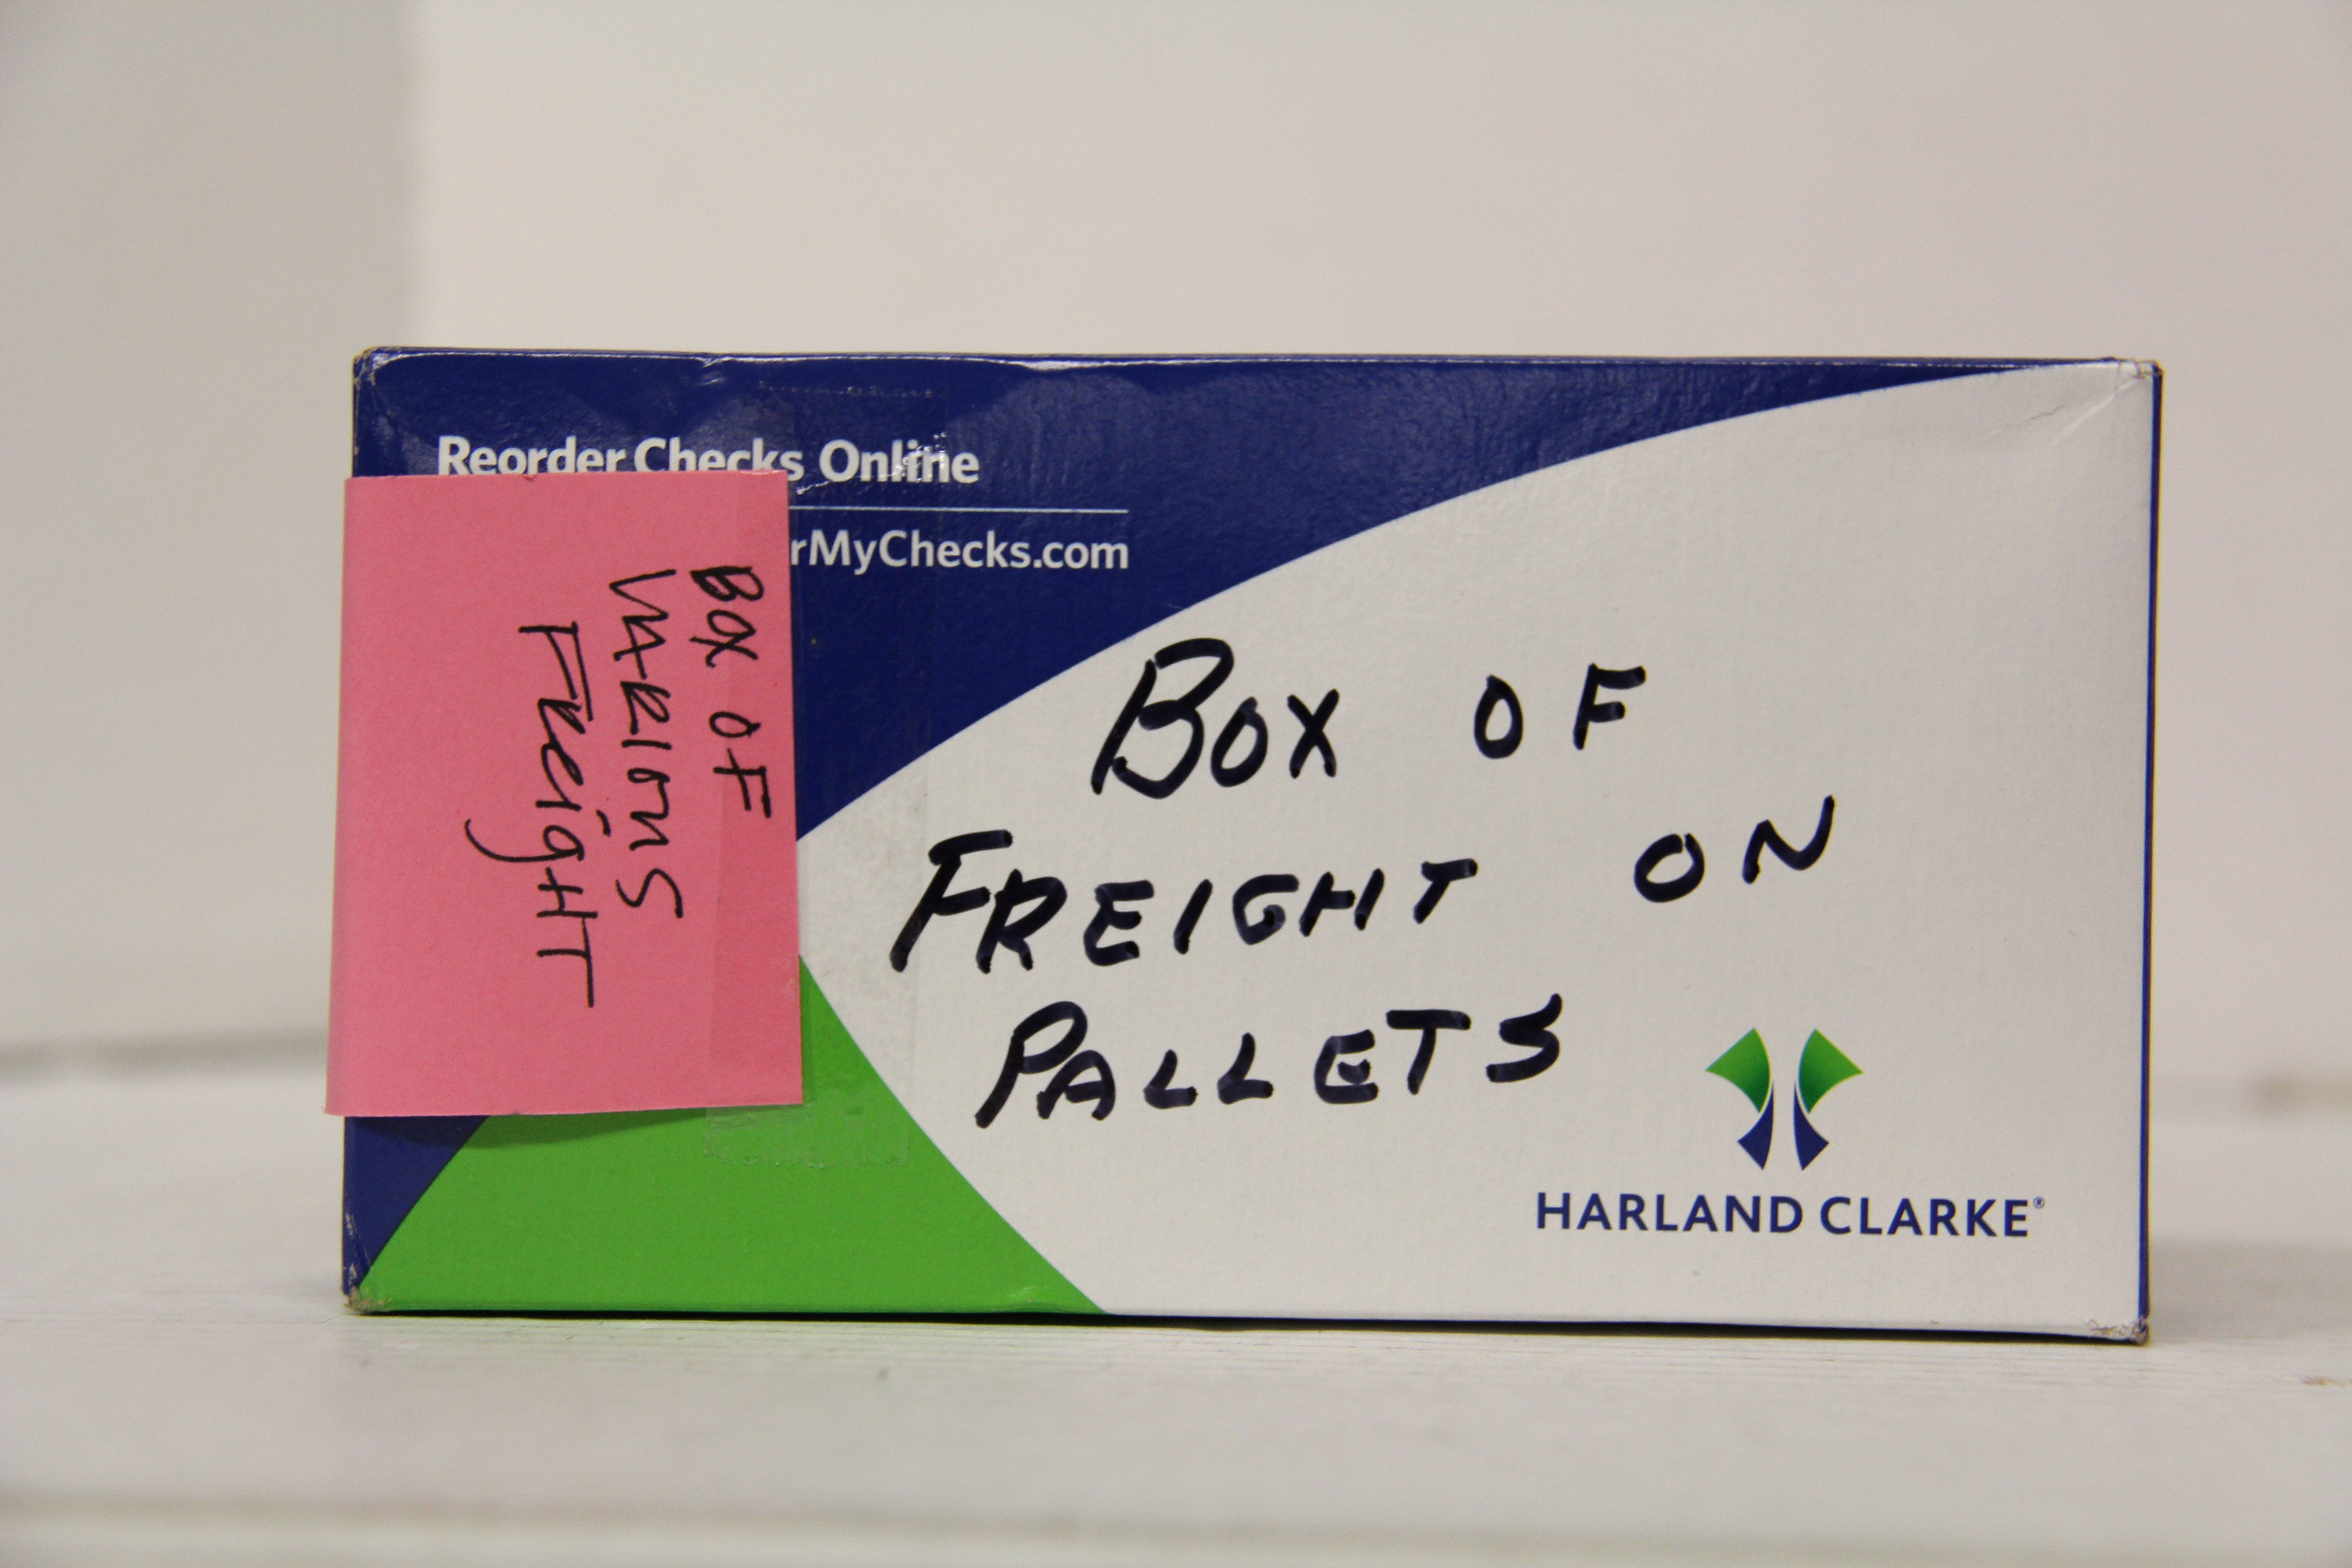 Reorder Checks Online
rMyChecks.com
BOX OF
VARIOUS
FREIGHT
BOX OF
FREIGHT ON
PALLETS
HARLAND CLARKE®